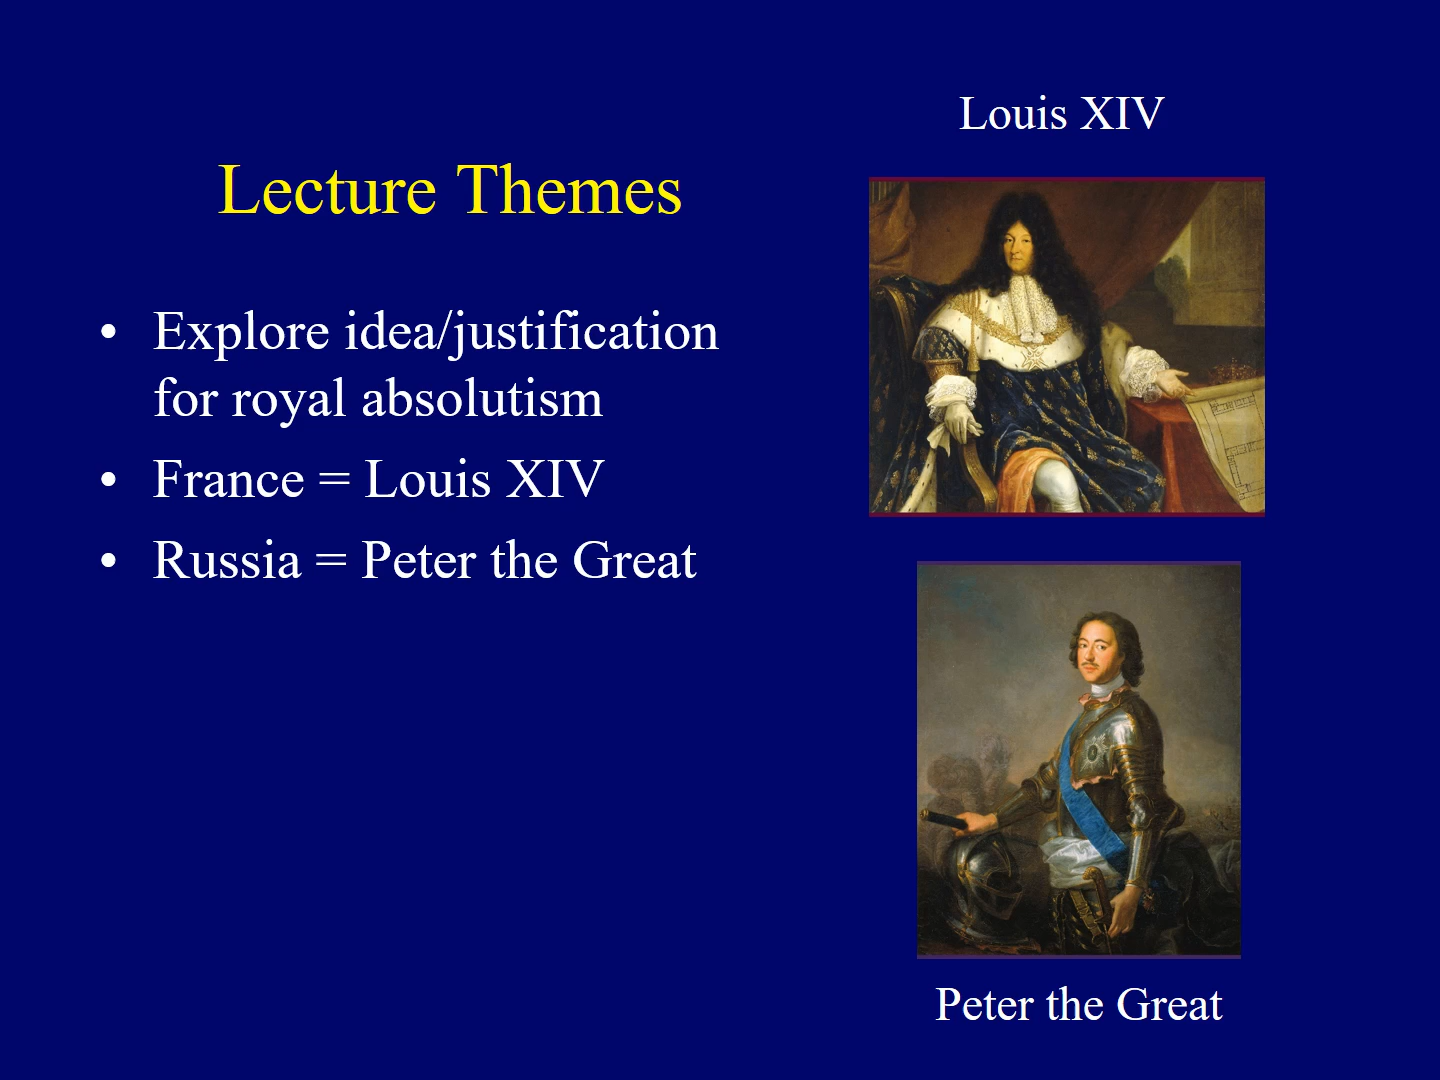 Lecture Themes
• Explore idea/justification
for royal absolutism
• France = Louis XIV
• Russia = Peter the Great
Louis XIV
Peter the Great